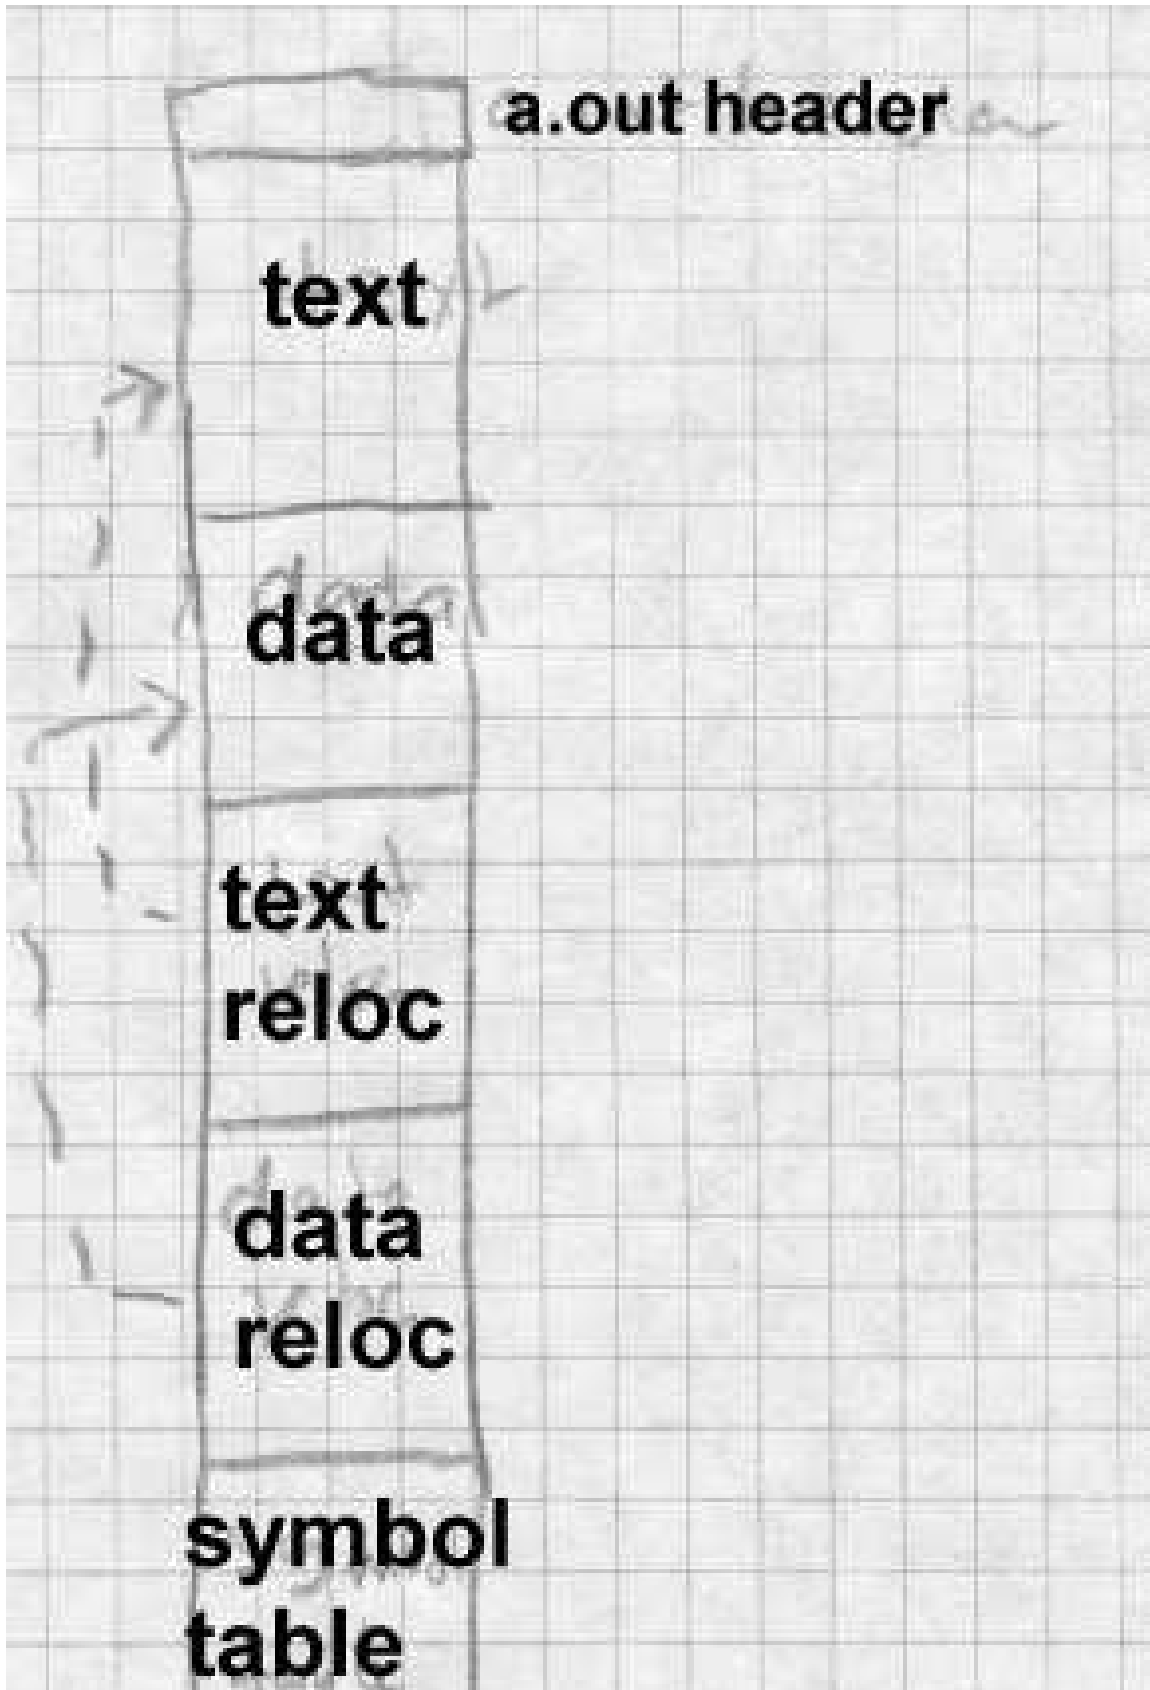 a.out header
text
data
text
reloc
data
reloc
symbol
table